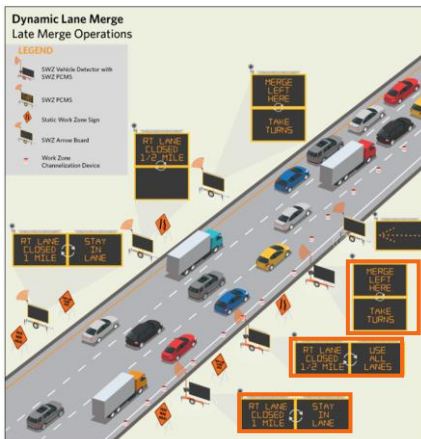 Dynamic Lane Merge
Late Merge Operations
LEGEND
SWZ Vehicle Detector with
SWZ PCMS
SWZ PCMS
Static Work Zone Sign
SWZ Arrow Board
Work Zone
Channelization Device
MERGE
LEFT
HERE
TAKE
TURNS
RT LANE
CLOSED
1/2 MILE
RT LANE
CLOSED
1 MILE
STAY
IN
LANE
MERGE
LEFT
HERE
TAKE
TURNS
RT LANE
CLOSED
1/2 MILE
USE
ALL
LANES
RT LANE
CLOSED
1 MILE
STAY
IN
LANE